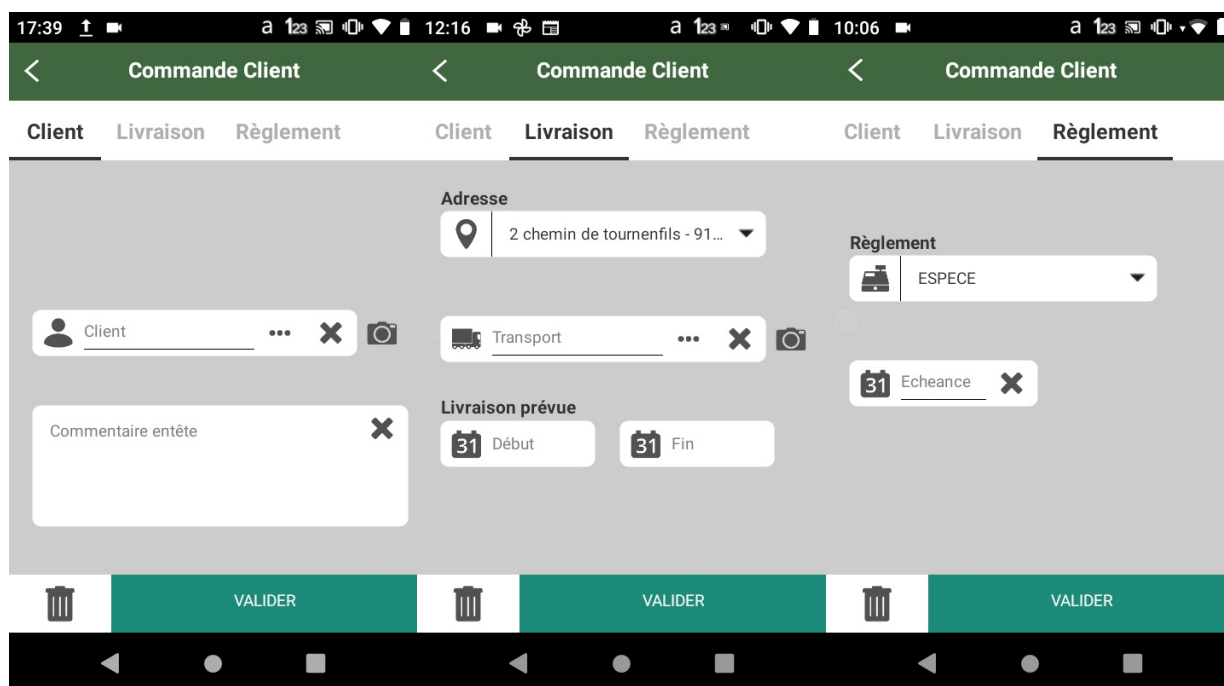 17:39
a 123
Commande Client
Client Livraison Règlement
Client
...
Commentaire entête
VALIDER
12:16
a 123
Commande Client
Client Livraison Règlement
Adresse
2 chemin de tournenfils - 91...
Transport
...
Livraison prévue
31 Début
31 Fin
VALIDER
10:06
a 123
Commande Client
Client Livraison Règlement
Règlement
ESPECE
31 Echeance
VALIDER